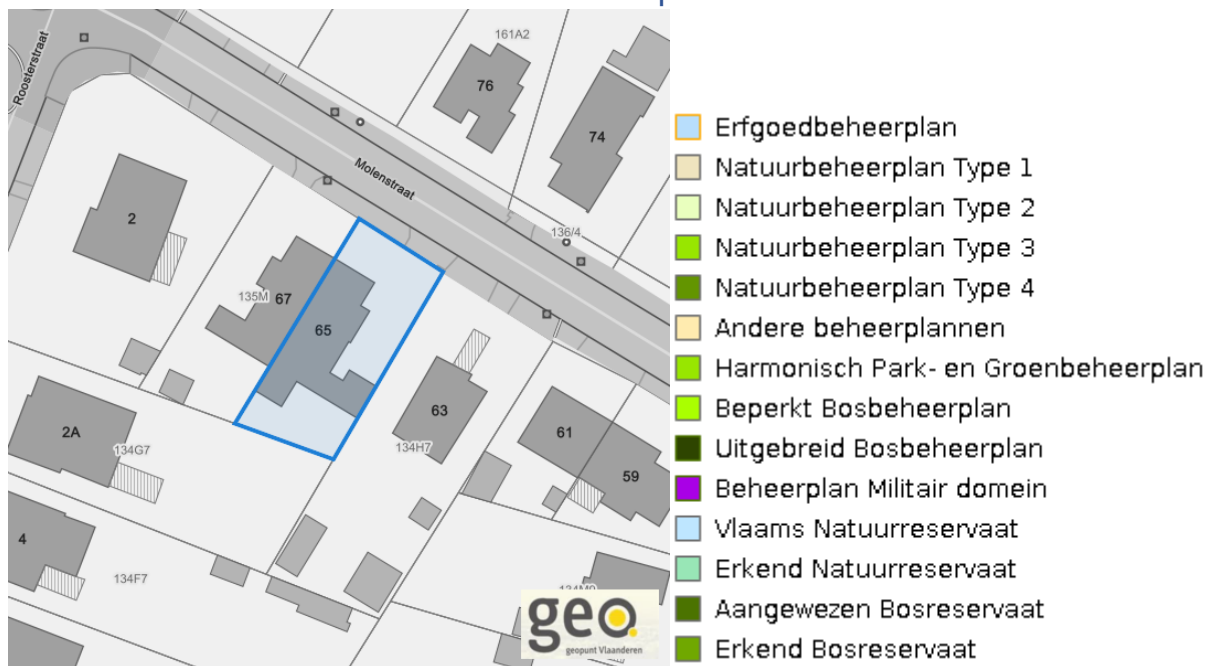 161A2
Roosterstraat
76
74
Molenstraat
2
136/4
135M
67
65
63
2A
134G7
134H7
61
59
4
134F7
134M9
geo.
geopunt Vlaanderen
Erfgoedbeheerplan
Natuurbeheerplan Type 1
Natuurbeheerplan Type 2
Natuurbeheerplan Type 3
Natuurbeheerplan Type 4
Andere beheerplannen
Harmonisch Park- en Groenbeheerplan
Beperkt Bosbeheerplan
Uitgebreid Bosbeheerplan
Beheerplan Militair domein
Vlaams Natuurreservaat
Erkend Natuurreservaat
Aangewezen Bosreservaat
Erkend Bosreservaat